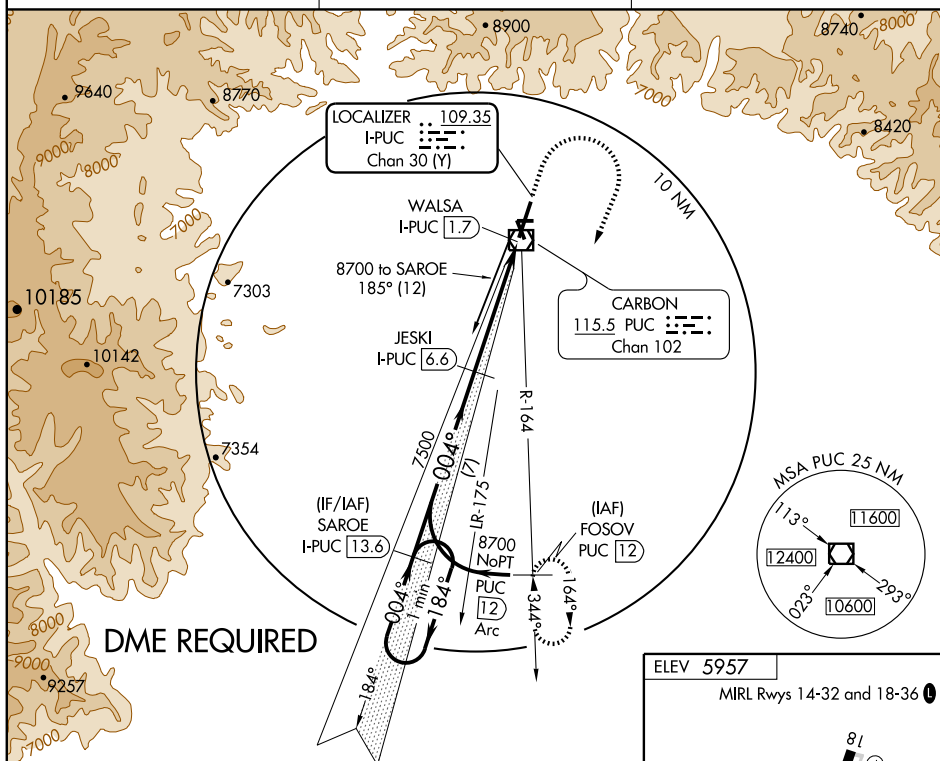 8900
8740
8000
9640
8770
7000
8420
9000
8000
7000
LOCALIZER 109.35
I-PUC
Chan 30 (Y)
10 NM
WALSA
I-PUC 1.7
8700 to SAROE
185° (12)
7303
10185
CARBON
115.5 PUC
Chan 102
JESKI
I-PUC 6.6
10142
R-164
7354
7500
004°
(7)
LR-175
MSA PUC 25 NM
113°
11600
12400
023°
10600
293°
(IF/IAF)
SAROE
I-PUC 13.6
(IAF)
FOSOV
PUC 12
8700
NoPT
PUC
12
Arc
004°
1 min
184°
344°
164°
8000
9000
9257
7000
DME REQUIRED
184°
ELEV 5957
MIRL Rwys 14-32 and 18-36 L
18